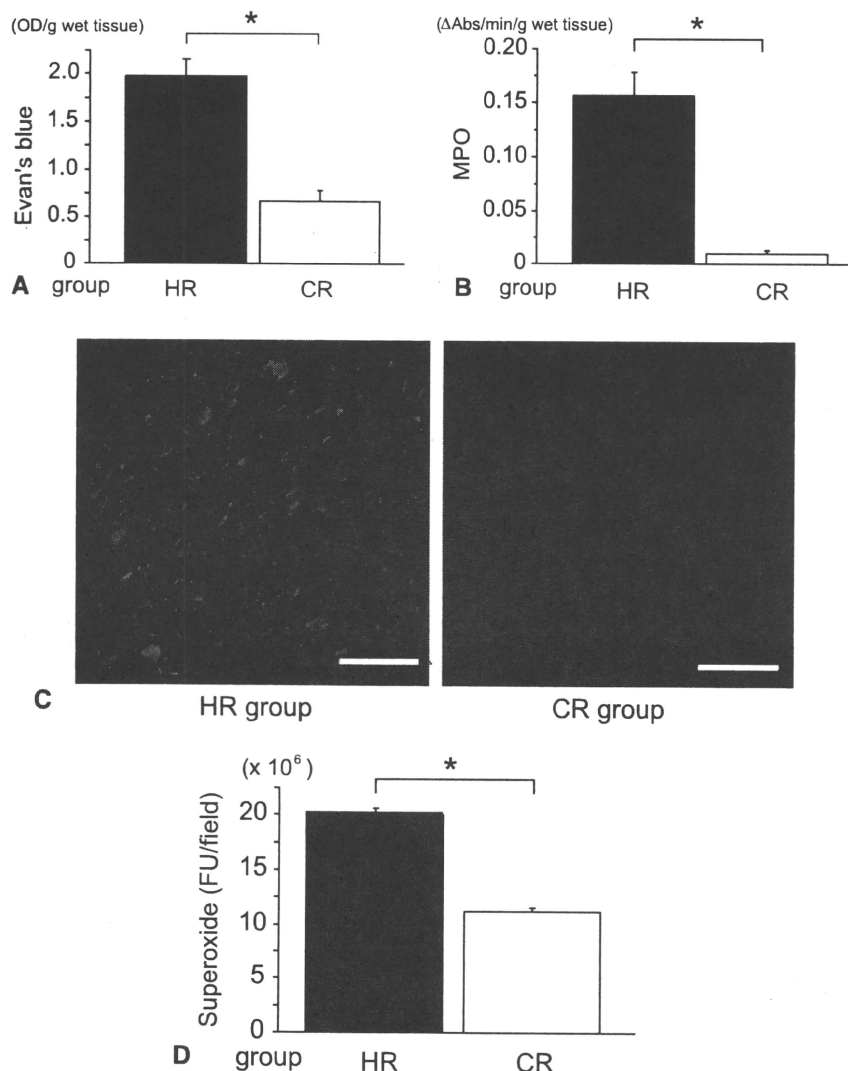 (OD/g wet tissue)
*
2.0
1.5
1.0
0.5
0
Evan's blue
A
group
HR
CR
(ΔAbs/min/g wet tissue)
*
0.20
0.15
0.10
0.05
0
MPO
B
group
HR
CR
C
HR group
CR group
(x 10⁶)
*
20
15
10
5
0
Superoxide (FU/field)
D
group
HR
CR